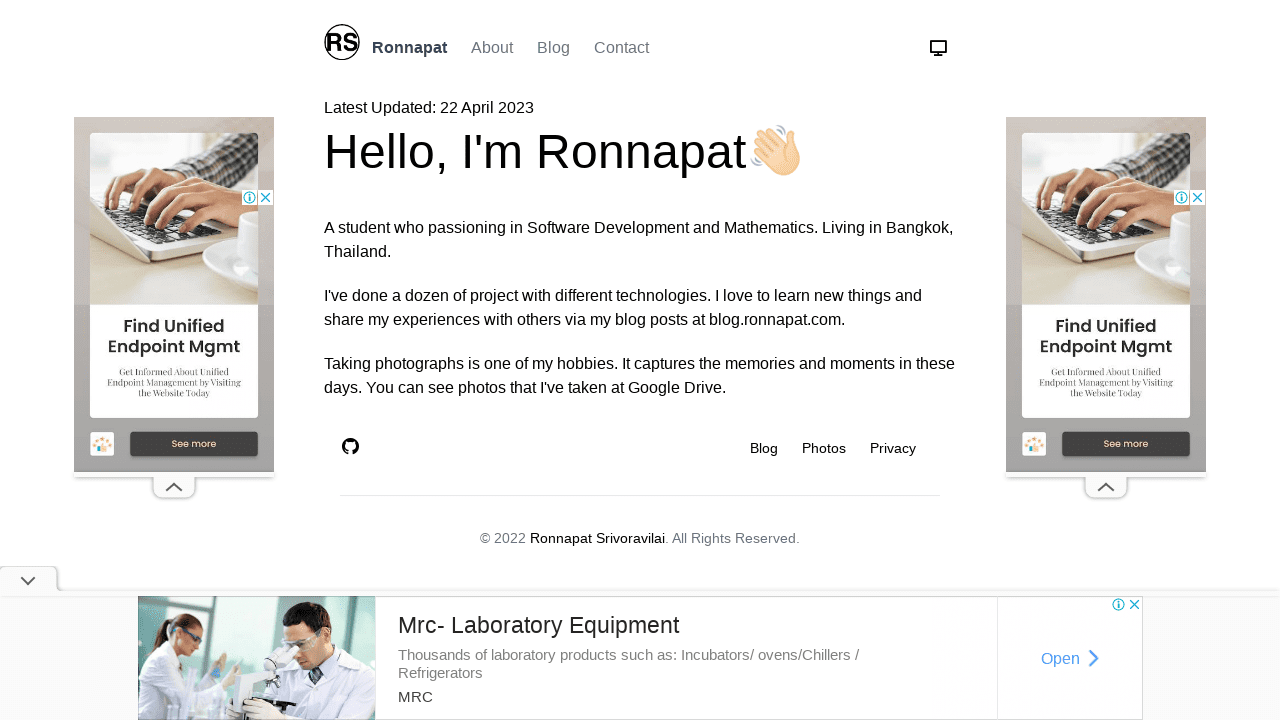 RS
Ronnapat
About
Blog
Contact
Latest Updated: 22 April 2023
Hello, I'm Ronnapat
A student who passioning in Software Development and Mathematics. Living in Bangkok,
Thailand.
I've done a dozen of project with different technologies. I love to learn new things and
share my experiences with others via my blog posts at blog.ronnapat.com.
Taking photographs is one of my hobbies. It captures the memories and moments in these
days. You can see photos that I've taken at Google Drive.
Blog
Photos
Privacy
© 2022 Ronnapat Srivoravilai. All Rights Reserved.
Find Unified
Endpoint Mgmt
Get Informed About Unified
Endpoint Management by Visiting
the Website Today
See more
Find Unified
Endpoint Mgmt
Get Informed About Unified
Endpoint Management by Visiting
the Website Today
See more
Mrc- Laboratory Equipment
Thousands of laboratory products such as: Incubators/ ovens/Chillers /
Refrigerators
MRC
Open